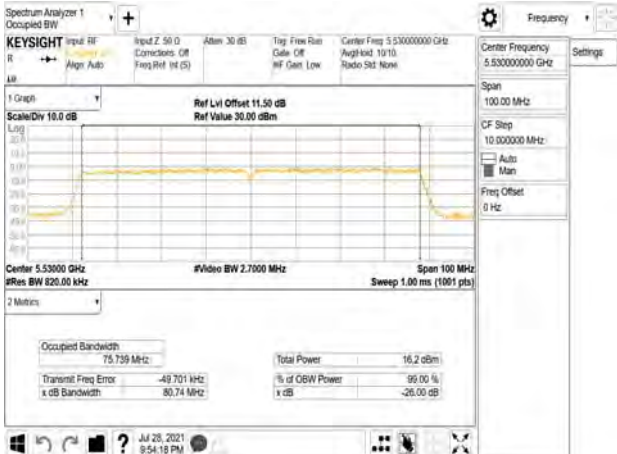 Spectrum Analyzer 1
Occupied BW
+
Frequency
KEYSIGHT
R
Input: RF
Align: Auto
Input Z: 50 Ω
Corrections: Off
Freq Ref: Int (S)
Atten: 30 dB
Trig: Free Run
Gate: Off
#IF Gain: Low
Center Freq: 5.530000000 GHz
Avg|Hold: 10/10
Radio Std: None
Center Frequency
5.530000000 GHz
Settings
Span
100.00 MHz
CF Step
10.000000 MHz
Auto
Man
Freq Offset
0 Hz
1 Graph
Scale/Div 10.0 dB
Log
Ref Lvl Offset 11.50 dB
Ref Value 30.00 dBm
Center 5.53000 GHz
#Res BW 820.00 kHz
#Video BW 2.7000 MHz
Span 100 MHz
Sweep 1.00 ms (1001 pts)
2 Metrics
Occupied Bandwidth
75.739 MHz
Total Power 16.2 dBm
Transmit Freq Error -49.701 kHz
% of OBW Power 99.00 %
x dB Bandwidth 80.74 MHz
x dB -26.00 dB
?
Jul 28, 2021
9:54:18 PM